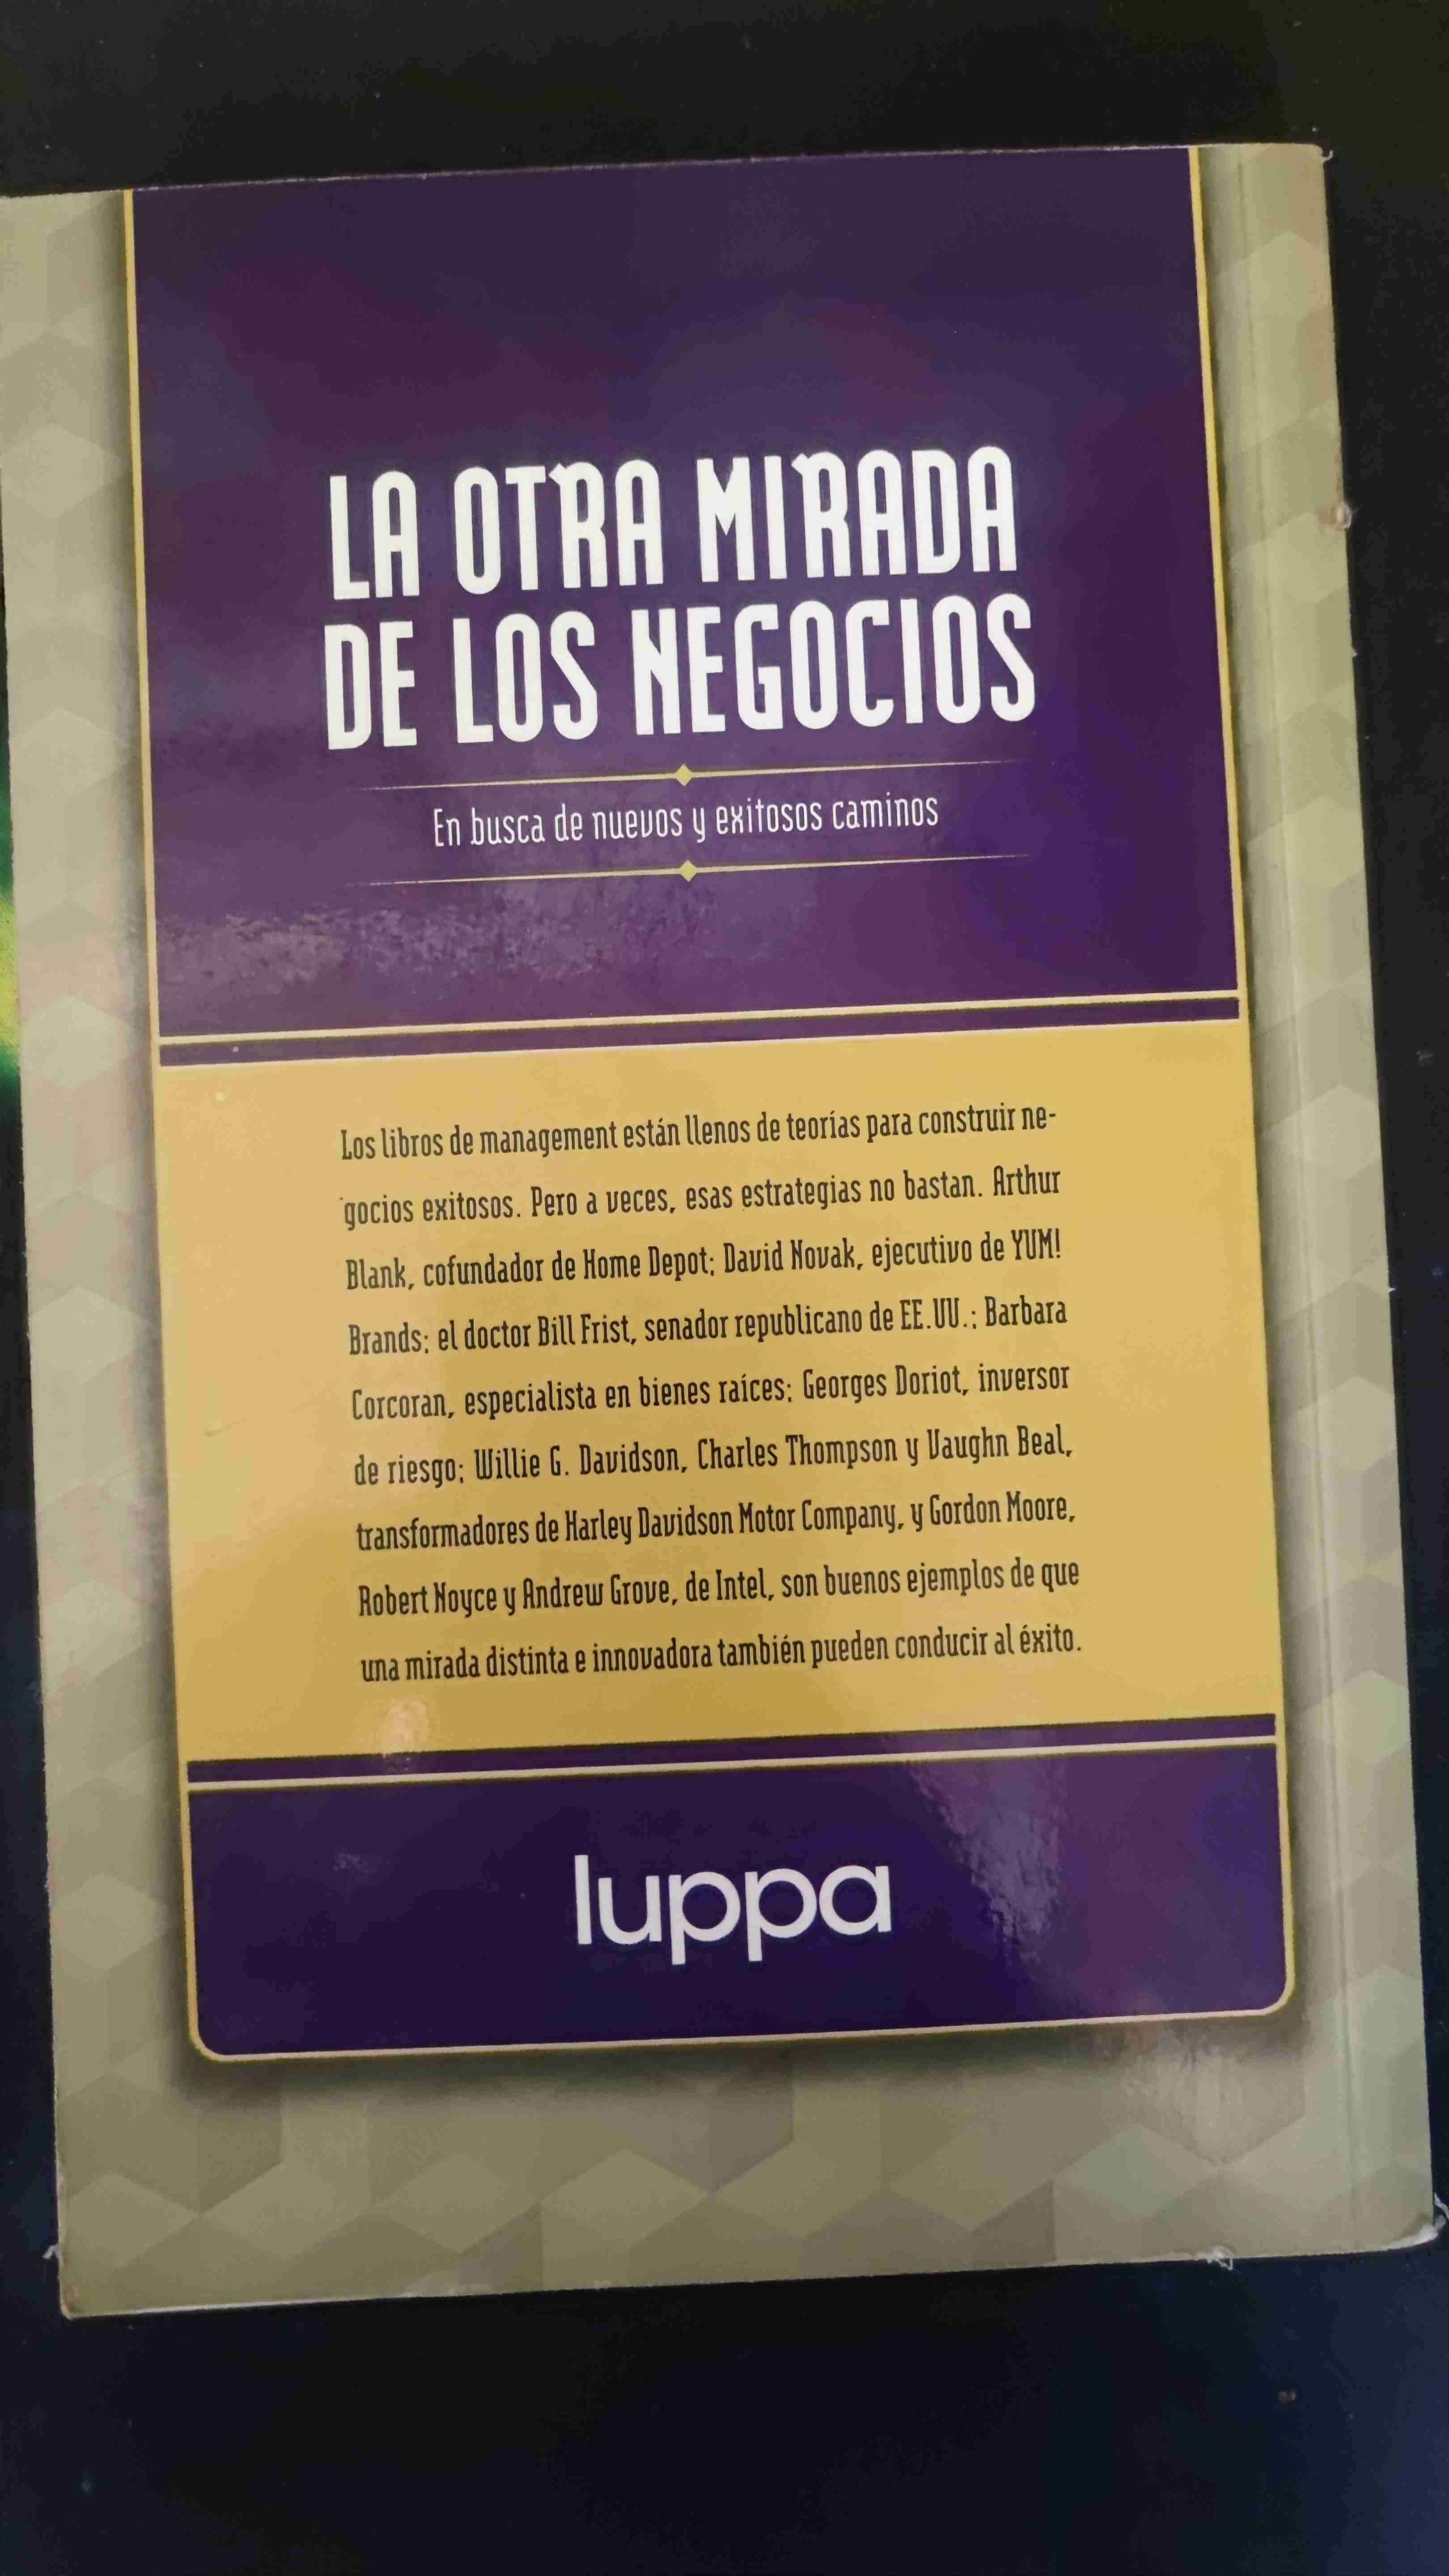 LA OTRA MIRADA
DE LOS NEGOCIOS
En busca de nuevos y exitosos caminos
Los libros de management están llenos de teorías para construir ne-
gocios exitosos. Pero a veces, esas estrategias no bastan. Arthur
Blank, cofundador de Home Depot; David Novak, ejecutivo de YUM!
Brands; el doctor Bill Frist, senador republicano de EE.UU.; Barbara
Corcoran, especialista en bienes raíces; Georges Doriot, inversor
de riesgo; Willie G. Davidson, Charles Thompson y Vaughn Beal,
transformadores de Harley Davidson Motor Company, y Gordon Moore,
Robert Noyce y Andrew Grove, de Intel, son buenos ejemplos de que
una mirada distinta e innovadora también pueden conducir al éxito.
luppa